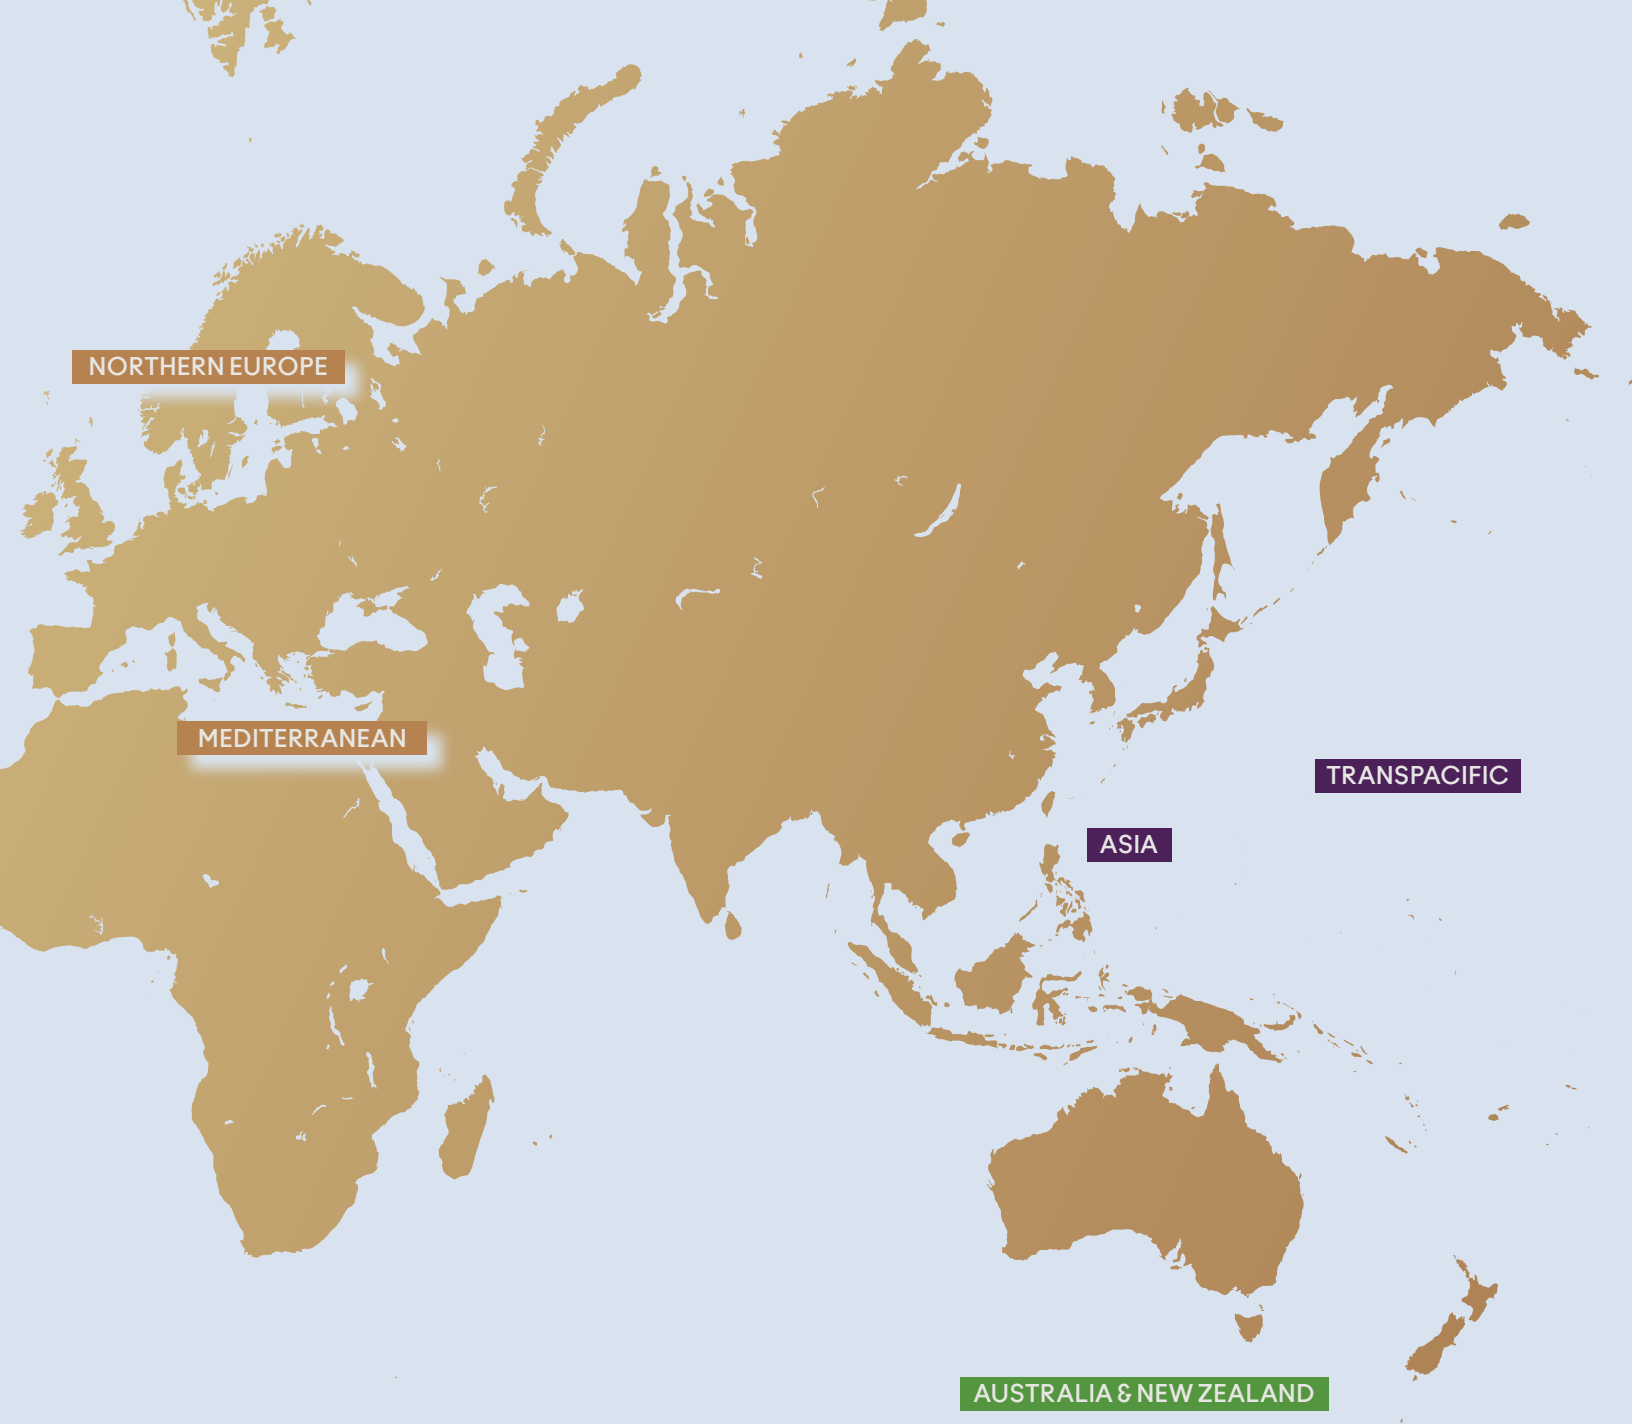 NORTHERN EUROPE
MEDITERRANEAN
TRANSPACIFIC
ASIA
AUSTRALIA & NEW ZEALAND